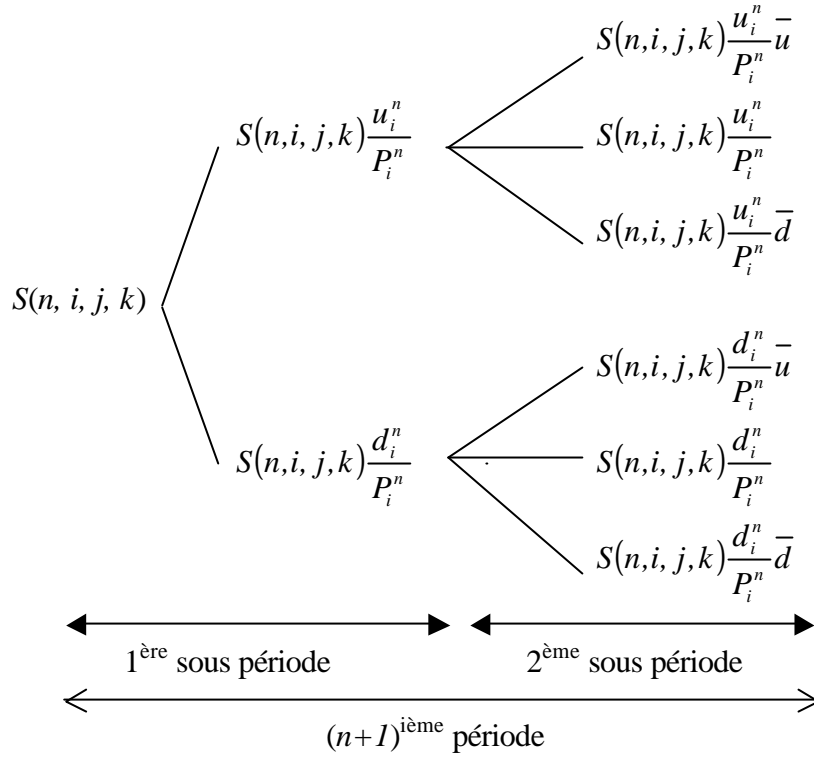 S(n,i,j,k) u_i^n/P_i^n ū
S(n,i,j,k) u_i^n/P_i^n
S(n,i,j,k) u_i^n/P_i^n
S(n,i,j,k) u_i^n/P_i^n d̄
S(n, i, j, k)
S(n,i,j,k) d_i^n/P_i^n ū
S(n,i,j,k) d_i^n/P_i^n
S(n,i,j,k) d_i^n/P_i^n
S(n,i,j,k) d_i^n/P_i^n d̄
1ère sous période
2ème sous période
(n+1)ième période